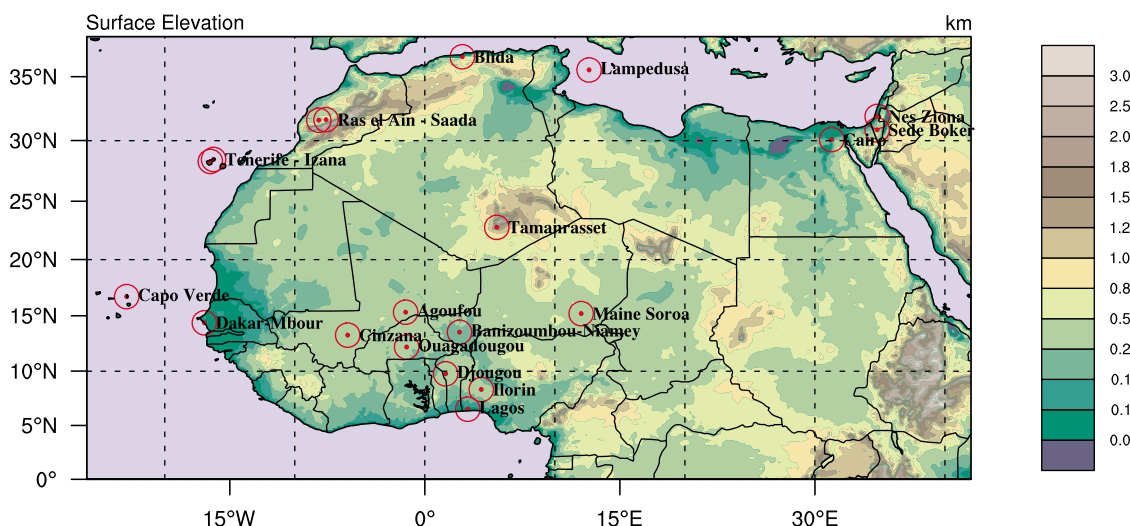 Surface Elevation km
35°N
30°N
25°N
20°N
15°N
10°N
5°N
0°
15°W 0° 15°E 30°E
Blida
Lampedusa
Ras el Ain - Saada
Nes Ziona
Sede Boker
Cairo
Tenerife - Izana
Tamanrasset
Capo Verde
Dakar-Mbour
Agoufou
Maine Soroa
Cinzana
Banizoumbou-Niamey
Ouagadougou
Djougou
Ilorin
Lagos
3.0
2.5
2.0
1.8
1.5
1.2
1.0
0.8
0.5
0.2
0.1
0.1
0.0